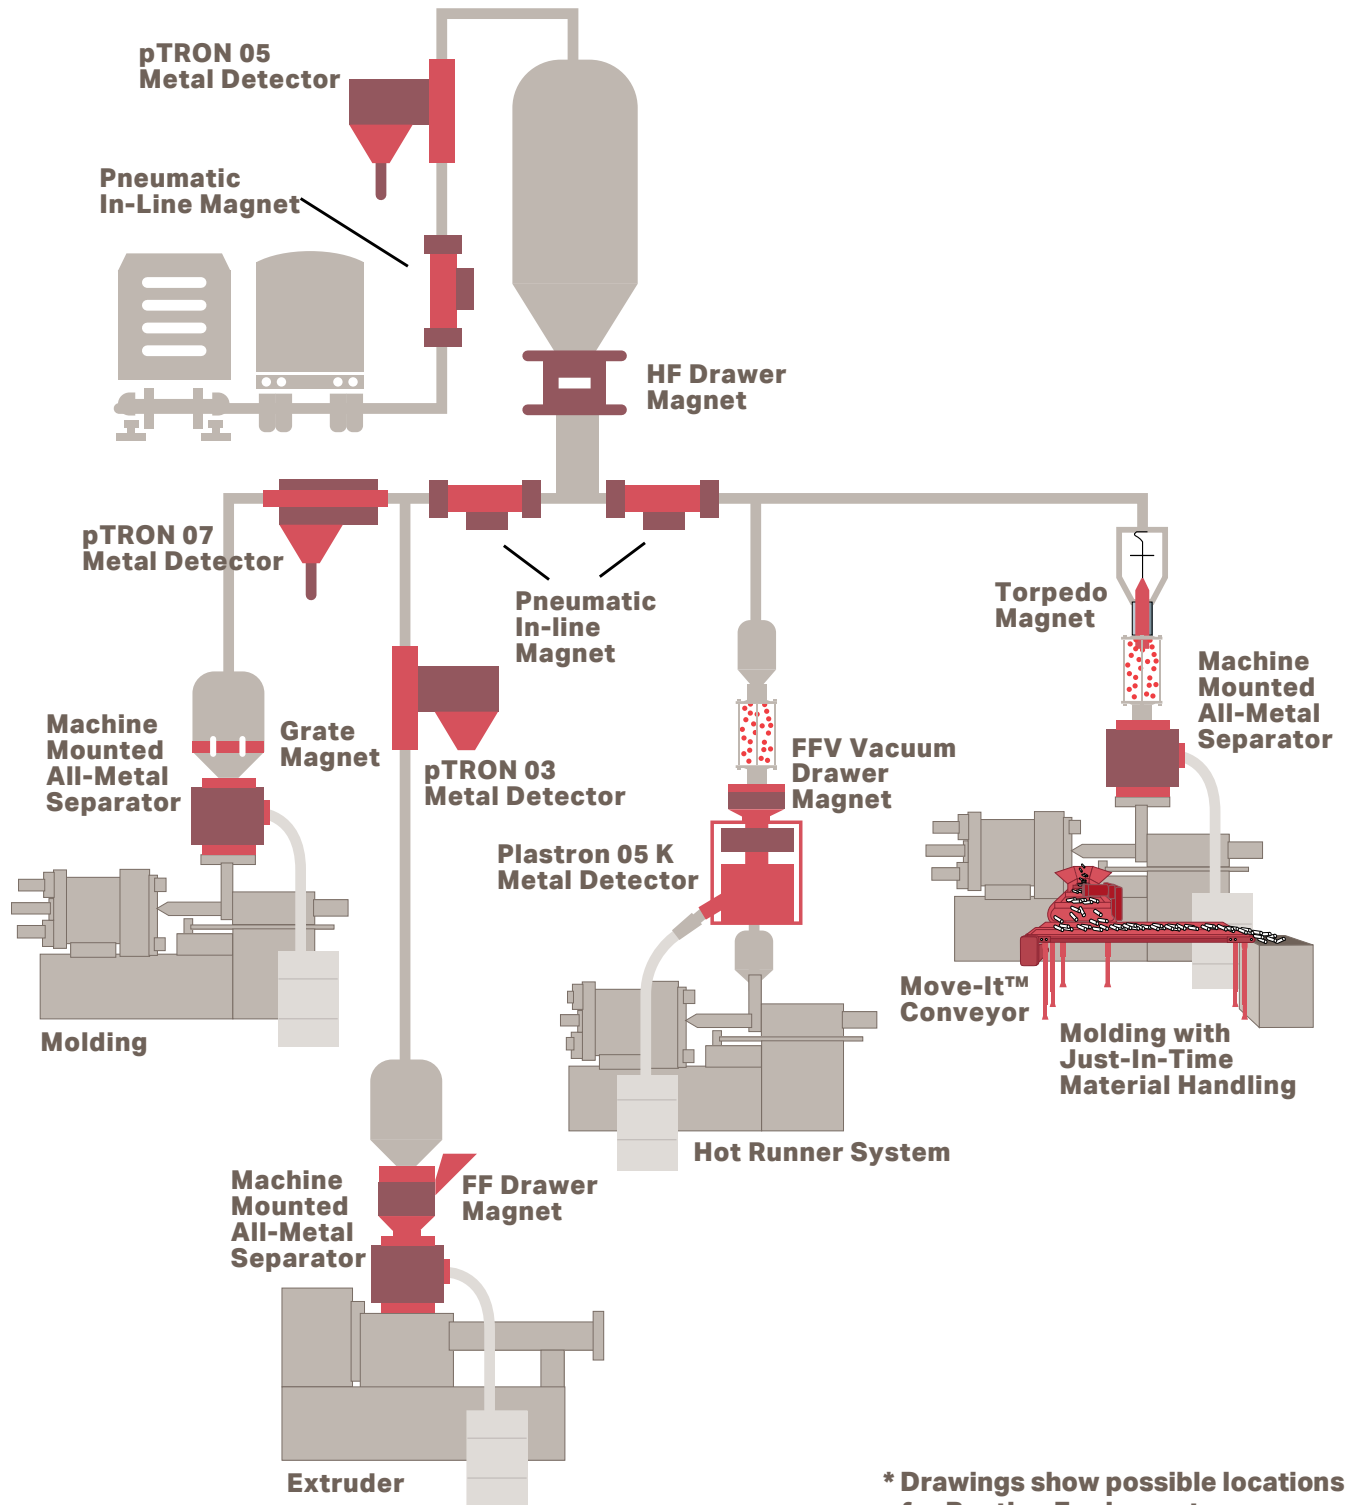 pTRON 05
Metal Detector
Pneumatic
In-Line Magnet
HF Drawer
Magnet
pTRON 07
Metal Detector
Pneumatic
In-line
Magnet
Torpedo
Magnet
Machine
Mounted
All-Metal
Separator
Machine
Mounted
All-Metal
Separator
Grate
Magnet
pTRON 03
Metal Detector
FFV Vacuum
Drawer
Magnet
Plastron 05 K
Metal Detector
Move-It™
Conveyor
Molding
Molding with
Just-In-Time
Material Handling
Hot Runner System
Machine
Mounted
All-Metal
Separator
FF Drawer
Magnet
Extruder
* Drawings show possible locations